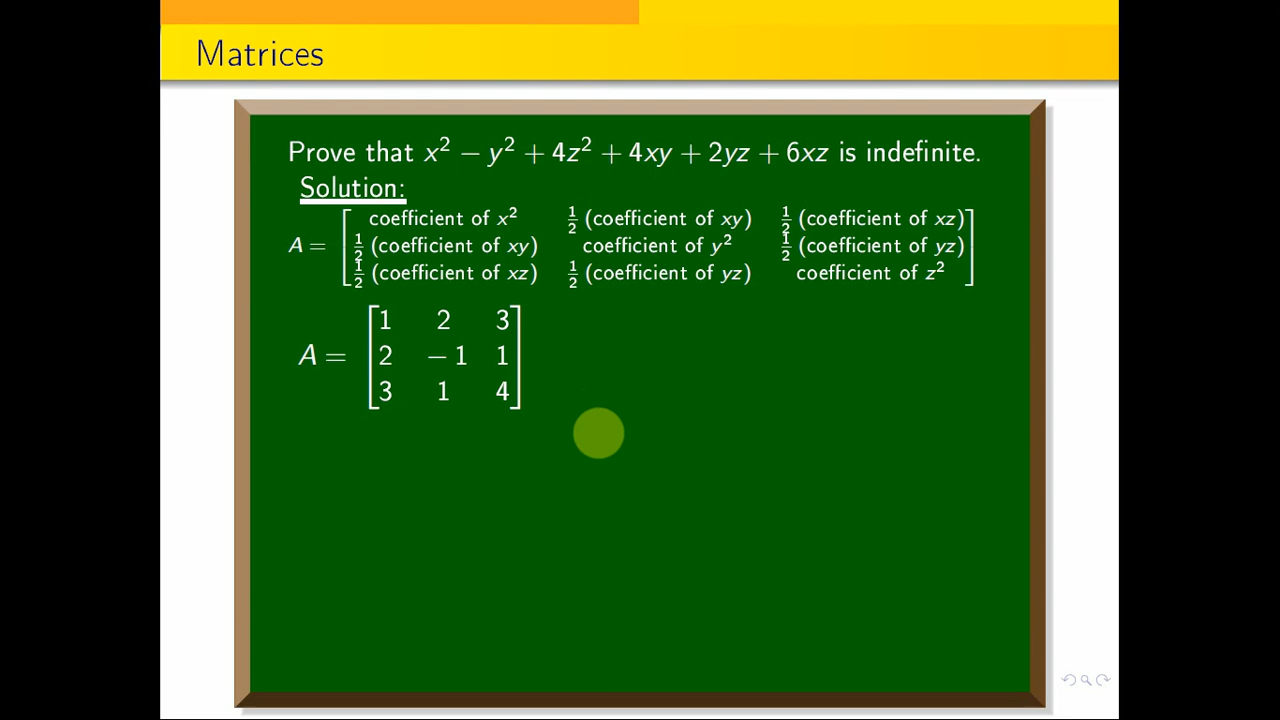 Matrices
Prove that x² − y² + 4z² + 4xy + 2yz + 6xz is indefinite.
Solution:
coefficient of x² ½ (coefficient of xy) ½ (coefficient of xz)
A = ½ (coefficient of xy) coefficient of y² ½ (coefficient of yz)
½ (coefficient of xz) ½ (coefficient of yz) coefficient of z²
1 2 3
A = 2 −1 1
3 1 4